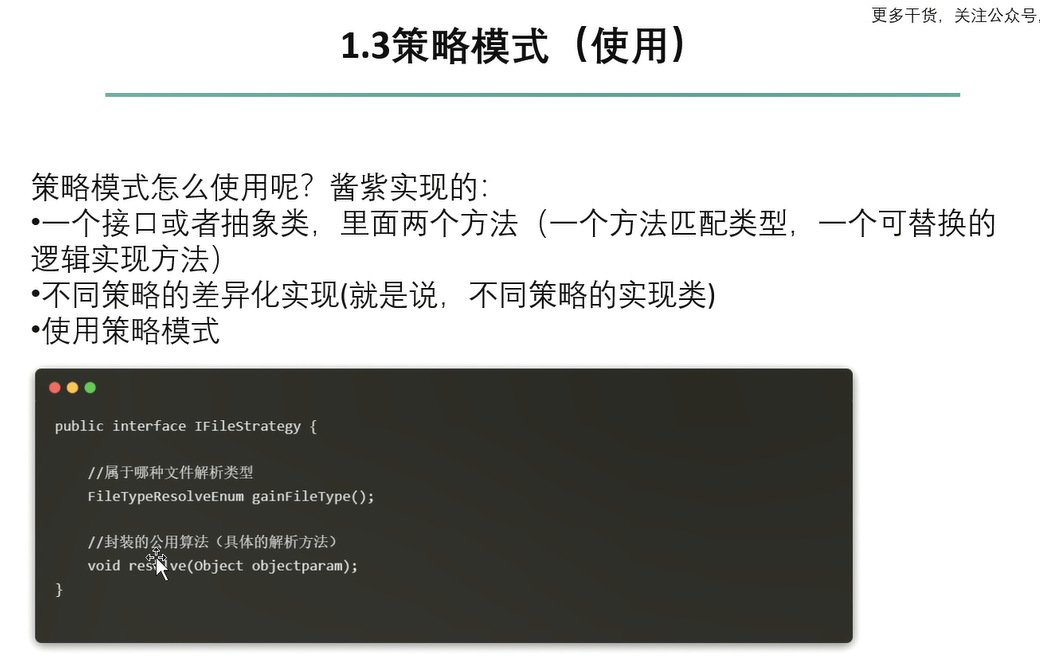 更多干货，关注公众号，
1.3策略模式（使用）
策略模式怎么使用呢？酱紫实现的：
•一个接口或者抽象类，里面两个方法（一个方法匹配类型，一个可替换的
逻辑实现方法）
•不同策略的差异化实现(就是说，不同策略的实现类)
•使用策略模式
public interface IFileStrategy {
//属于哪种文件解析类型
FileTypeResolveEnum gainFileType();
//封装的公用算法（具体的解析方法）
void resolve(Object objectparam);
}